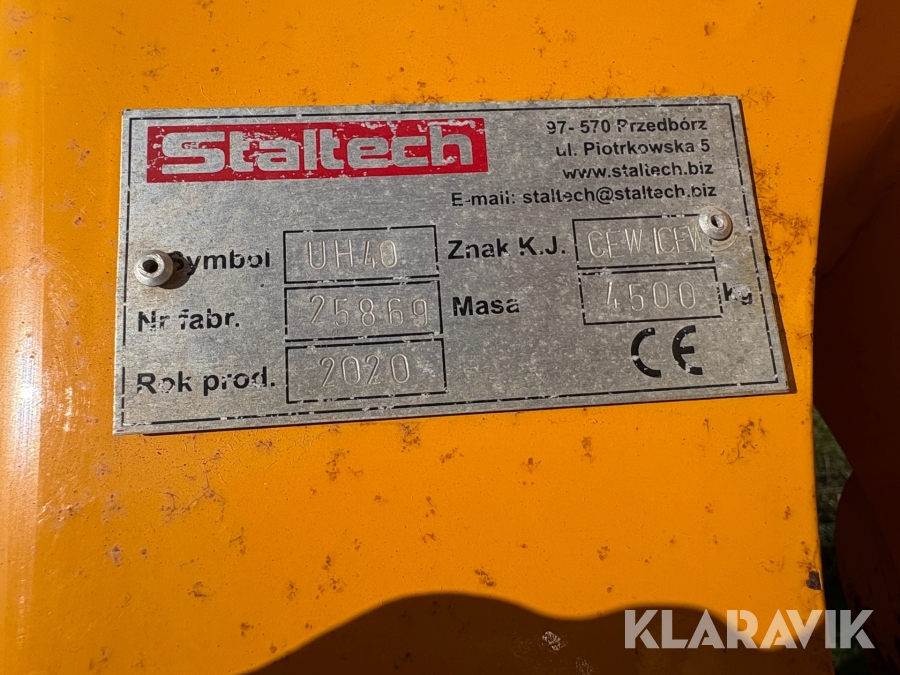 Staltech
97-570 Przedbórz
ul. Piotrkowska 5
www.staltech.biz
E-mail: staltech@staltech.biz
Symbol UH40 Znak K.J.
Nr fabr. 25869 Masa 4500 kg
Rok prod. 2020 CE
KLARAVIK